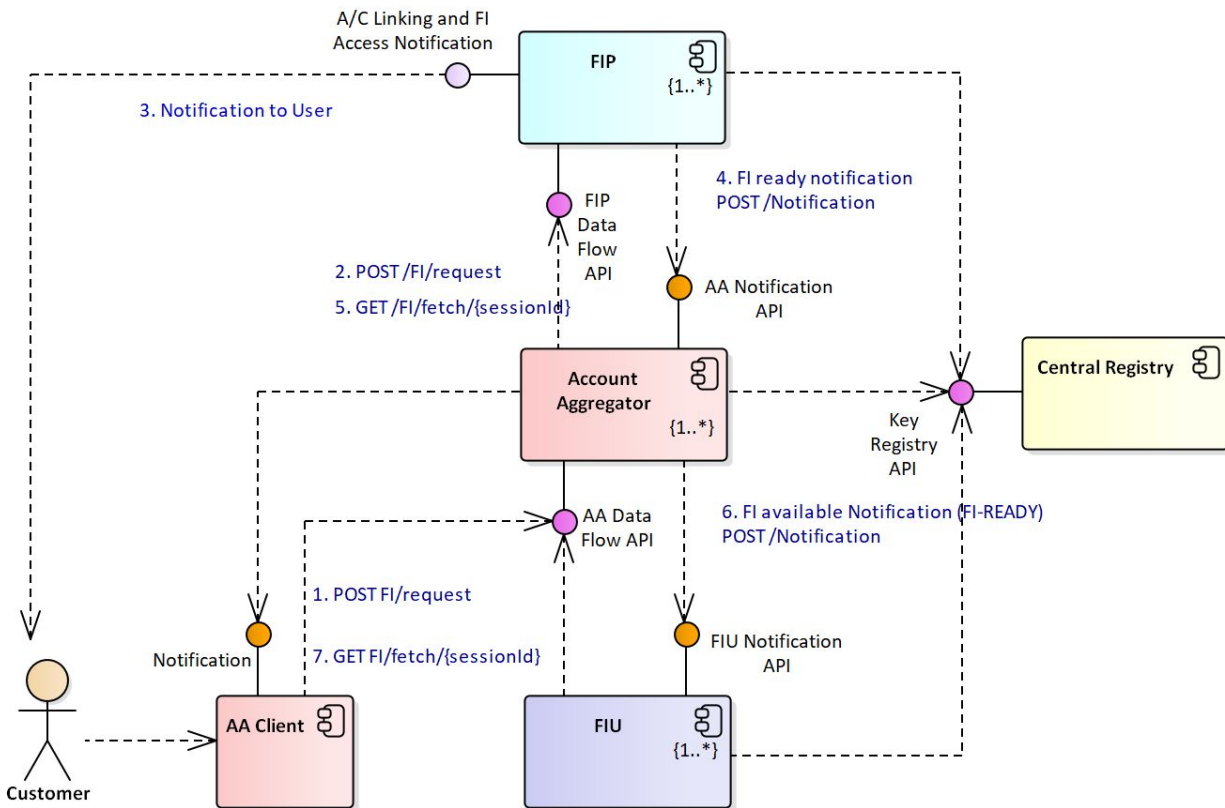 A/C Linking and FI
Access Notification
FIP
{1..*}
3. Notification to User
4. FI ready notification
POST /Notification
FIP
Data
Flow
API
2. POST /FI/request
5. GET /FI/fetch/{sessionId}
AA Notification
API
Account
Aggregator
{1..*}
Central Registry
Key
Registry
API
6. FI available Notification (FI-READY)
POST /Notification
AA Data
Flow API
1. POST FI/request
7. GET FI/fetch/{sessionId}
Notification
FIU Notification
API
AA Client
FIU
{1..*}
Customer